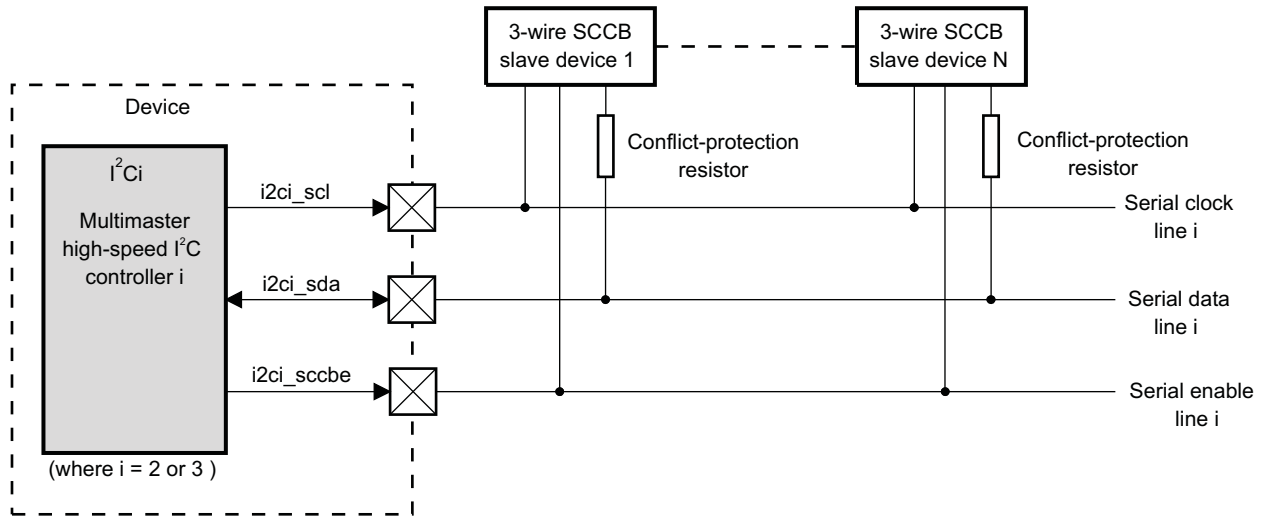 3-wire SCCB
slave device 1
3-wire SCCB
slave device N
Device
Conflict-protection
resistor
Conflict-protection
resistor
I²Ci
Multimaster
high-speed I²C
controller i
i2ci_scl
Serial clock
line i
i2ci_sda
Serial data
line i
i2ci_sccbe
Serial enable
line i
(where i = 2 or 3 )